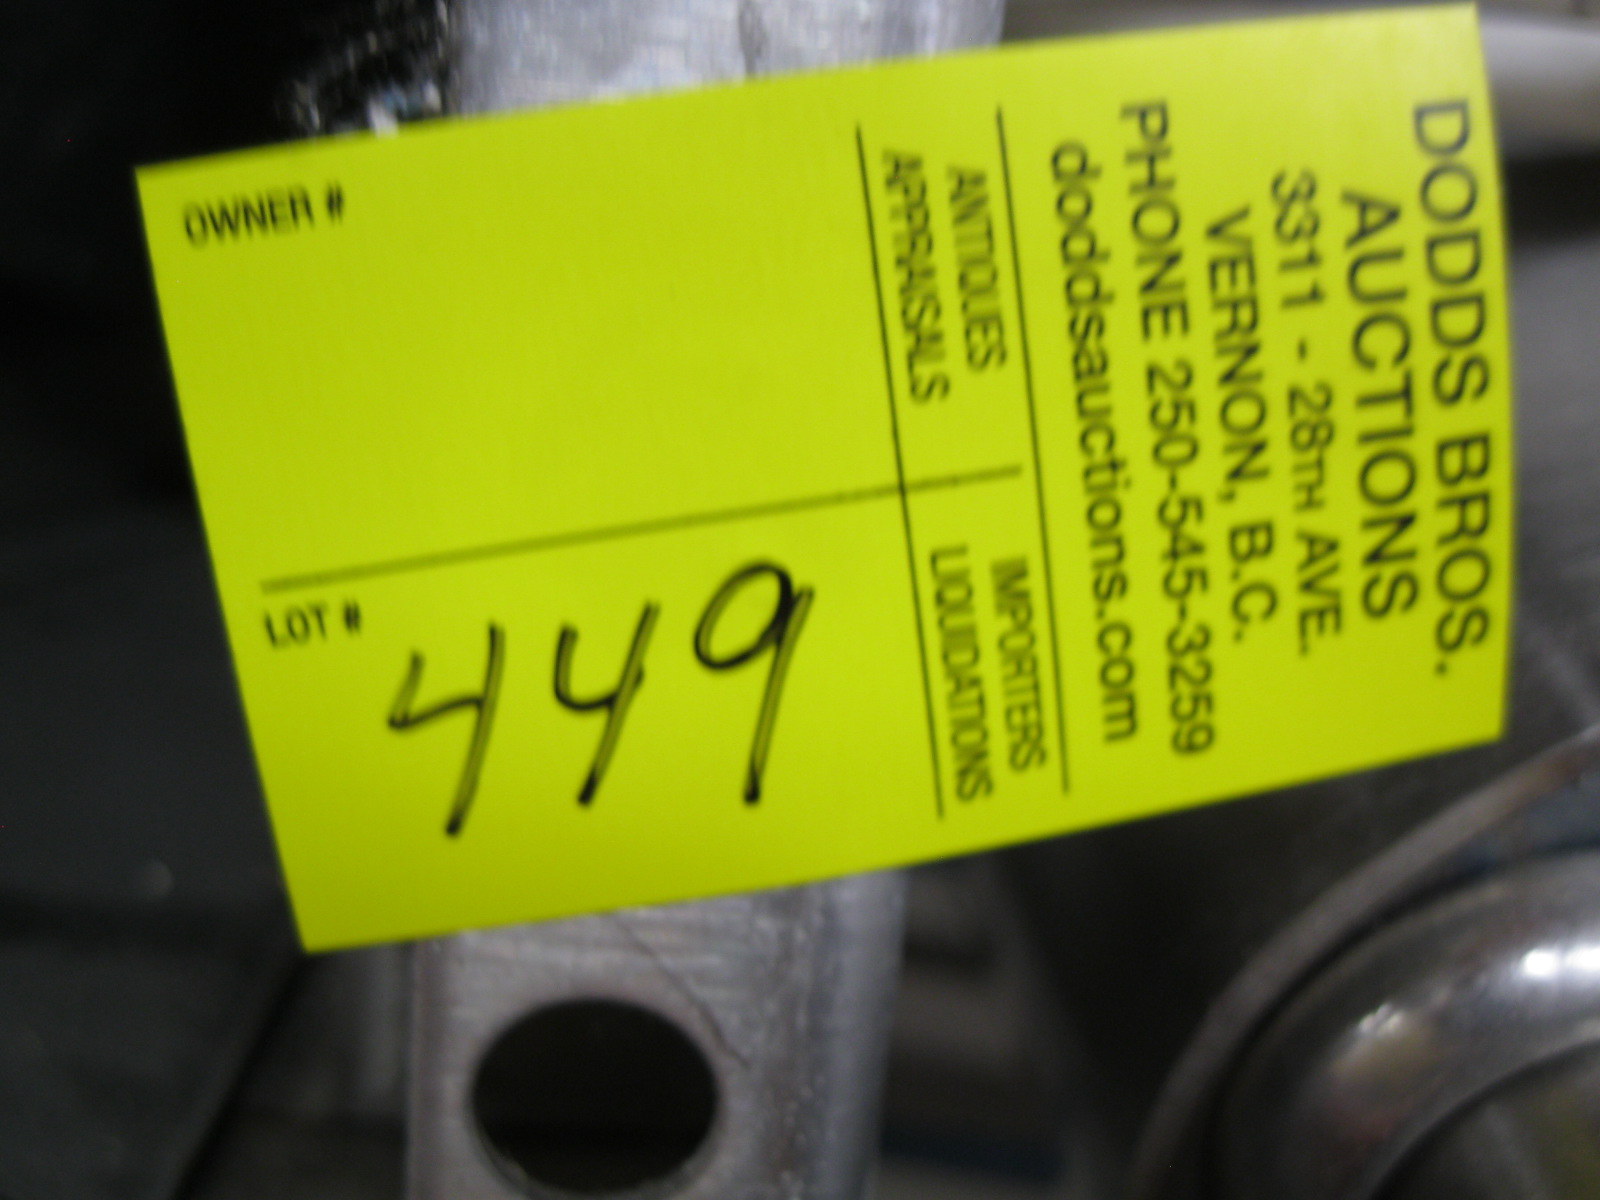 DODDS BROS.
AUCTIONS
3311 - 28TH AVE.
VERNON, B.C.
PHONE 250-545-3259
doddsauctions.com
ANTIQUES
APPRAISALS
IMPORTERS
LIQUIDATIONS
OWNER #
LOT #
449